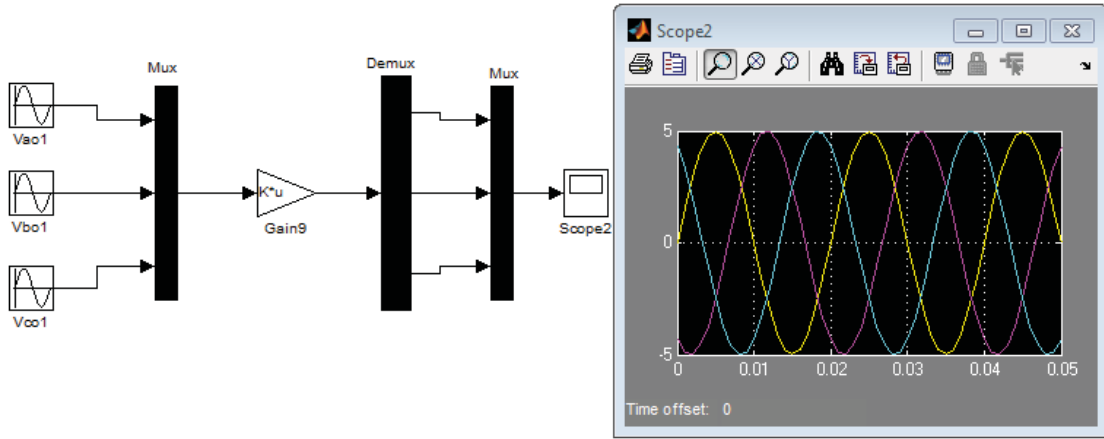 Mux
Demux
Mux
Vao1
Vbo1
K*u
Gain9
Scope2
Vco1
Scope2
5
0
-5
0
0.01
0.02
0.03
0.04
0.05
Time offset: 0